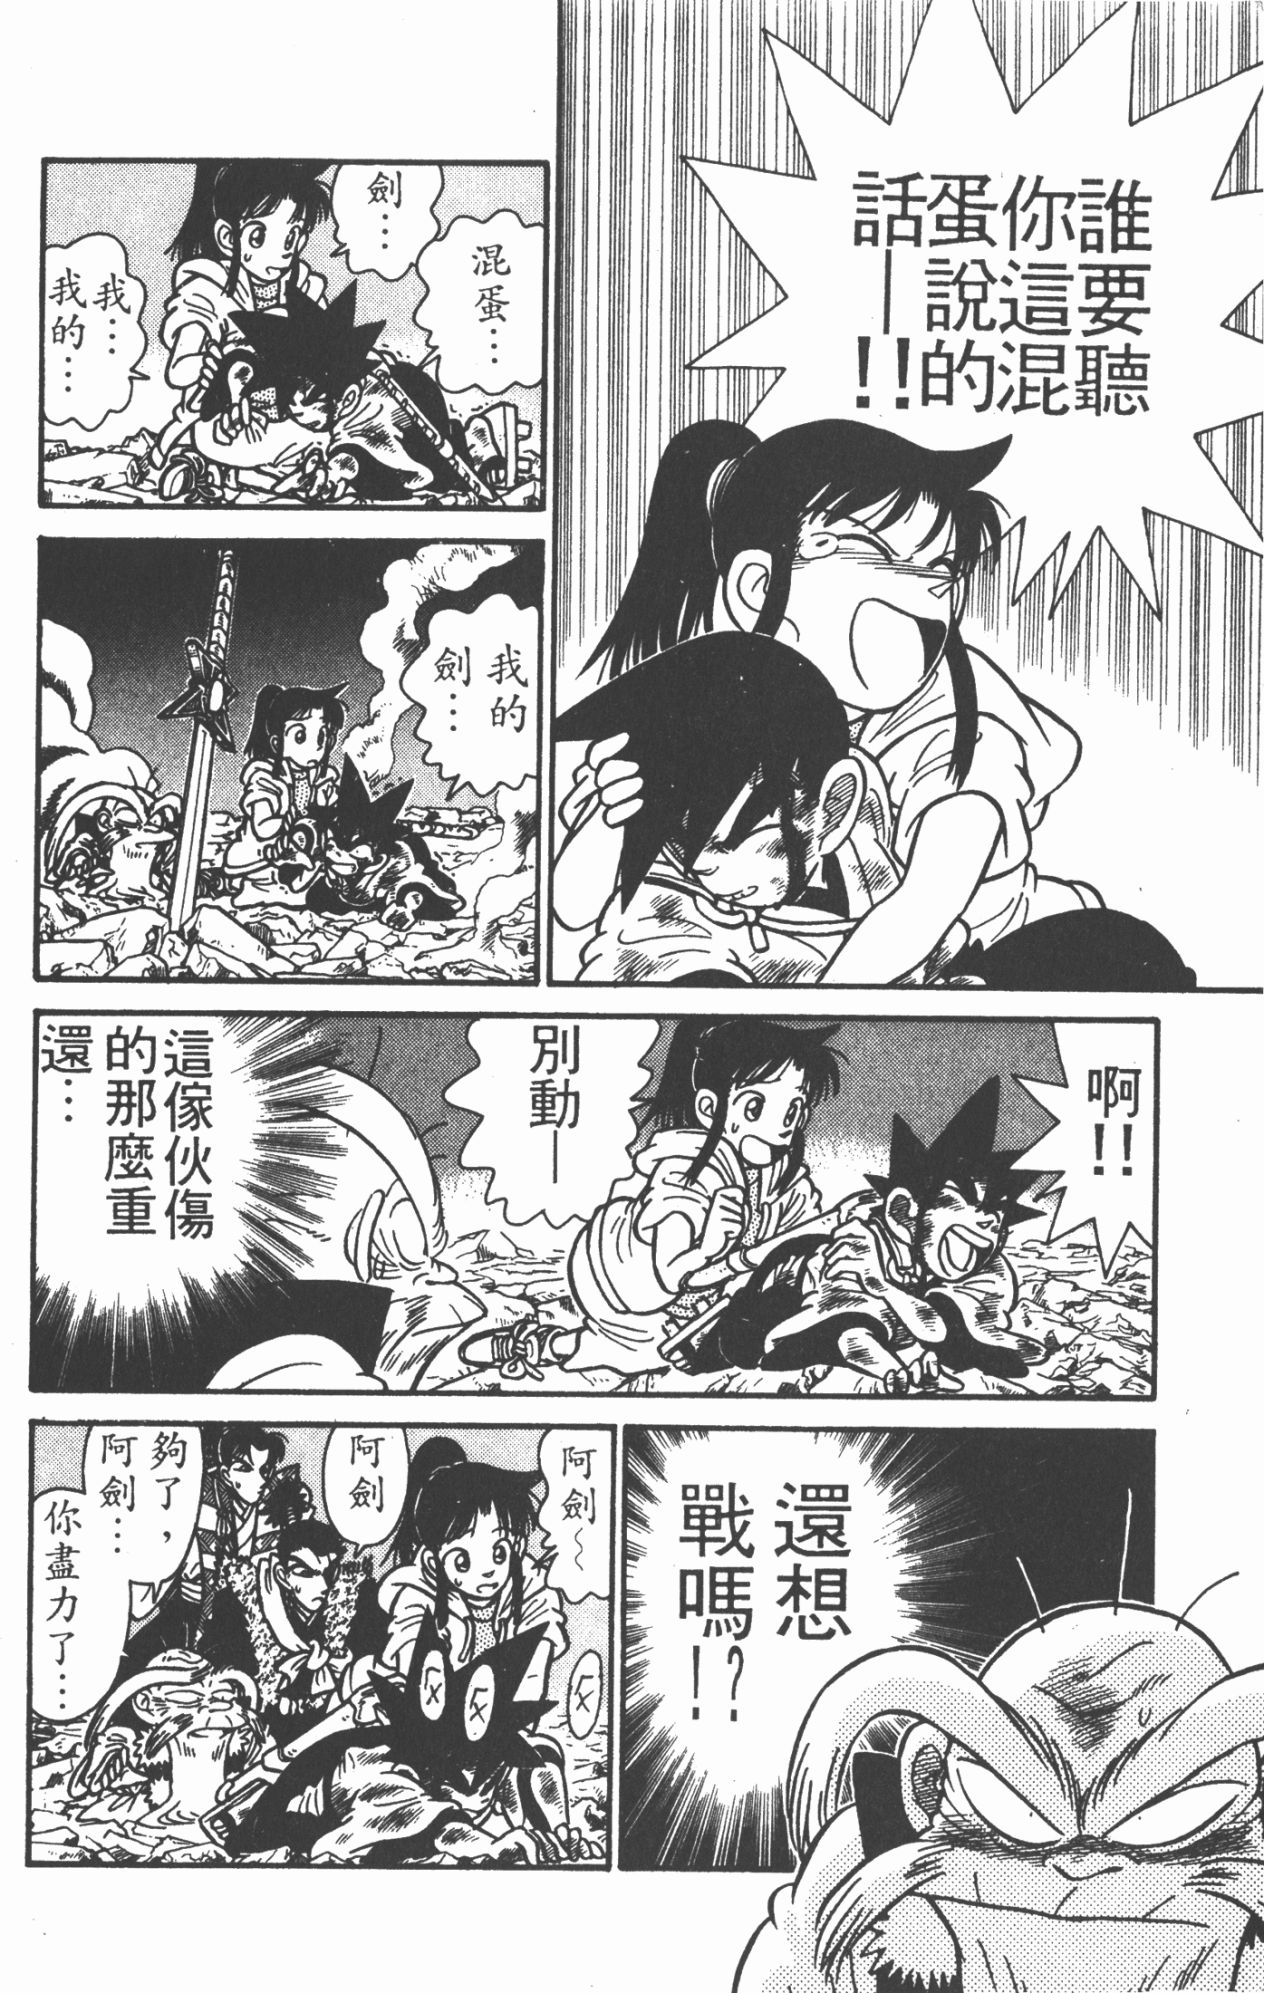 誰要聽
你這混
蛋說的
話—!!
混蛋…
劍…
我…
我的…
我的
劍…
啊!!
別動—
這傢伙傷
的那麼重
還…
還想
戰嗎!?
阿劍~
阿劍
夠了，
阿劍…
你盡力了…